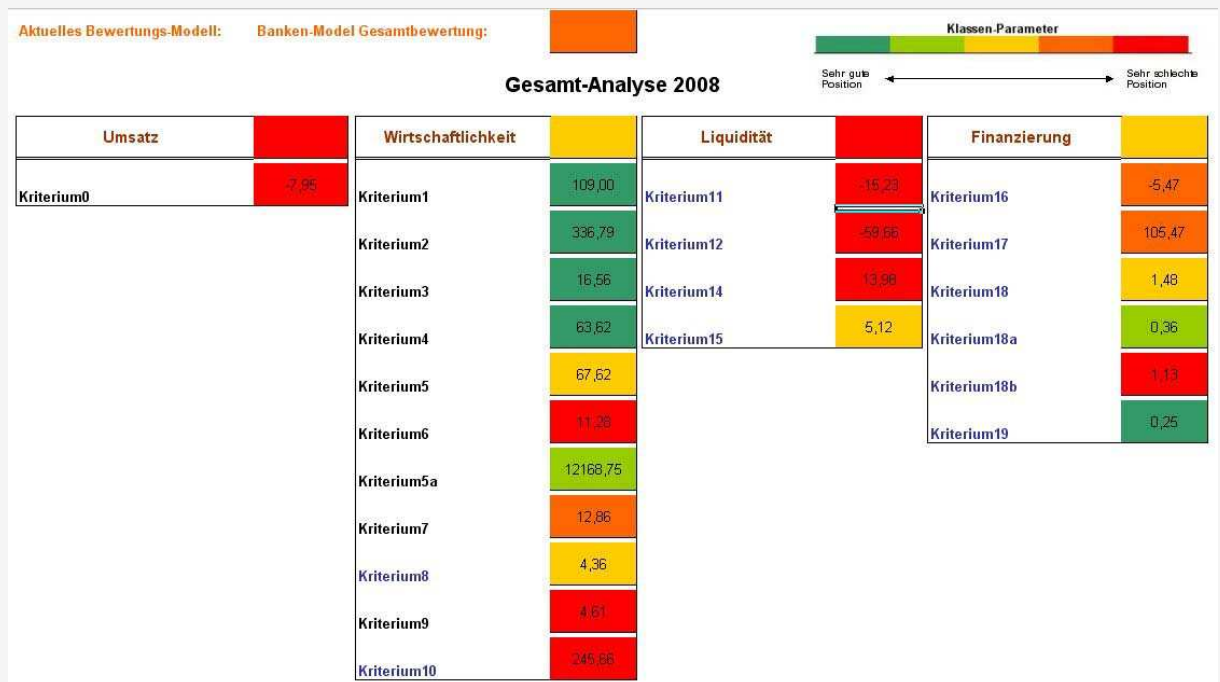 Aktuelles Bewertungs-Modell: Banken-Model Gesamtbewertung:
Klassen-Parameter
Sehr gute Position
Sehr schlechte Position
Gesamt-Analyse 2008
Umsatz
Kriterium0 -7,95
Wirtschaftlichkeit
Kriterium1 109,00
Kriterium2 336,79
Kriterium3 16,56
Kriterium4 63,62
Kriterium5 67,62
Kriterium6 11,28
Kriterium5a 12168,75
Kriterium7 12,86
Kriterium8 4,36
Kriterium9 4,61
Kriterium10 245,66
Liquidität
Kriterium11 -15,23
Kriterium12 -59,66
Kriterium14 13,98
Kriterium15 5,12
Finanzierung
Kriterium16 -5,47
Kriterium17 105,47
Kriterium18 1,48
Kriterium18a 0,36
Kriterium18b 1,13
Kriterium19 0,25